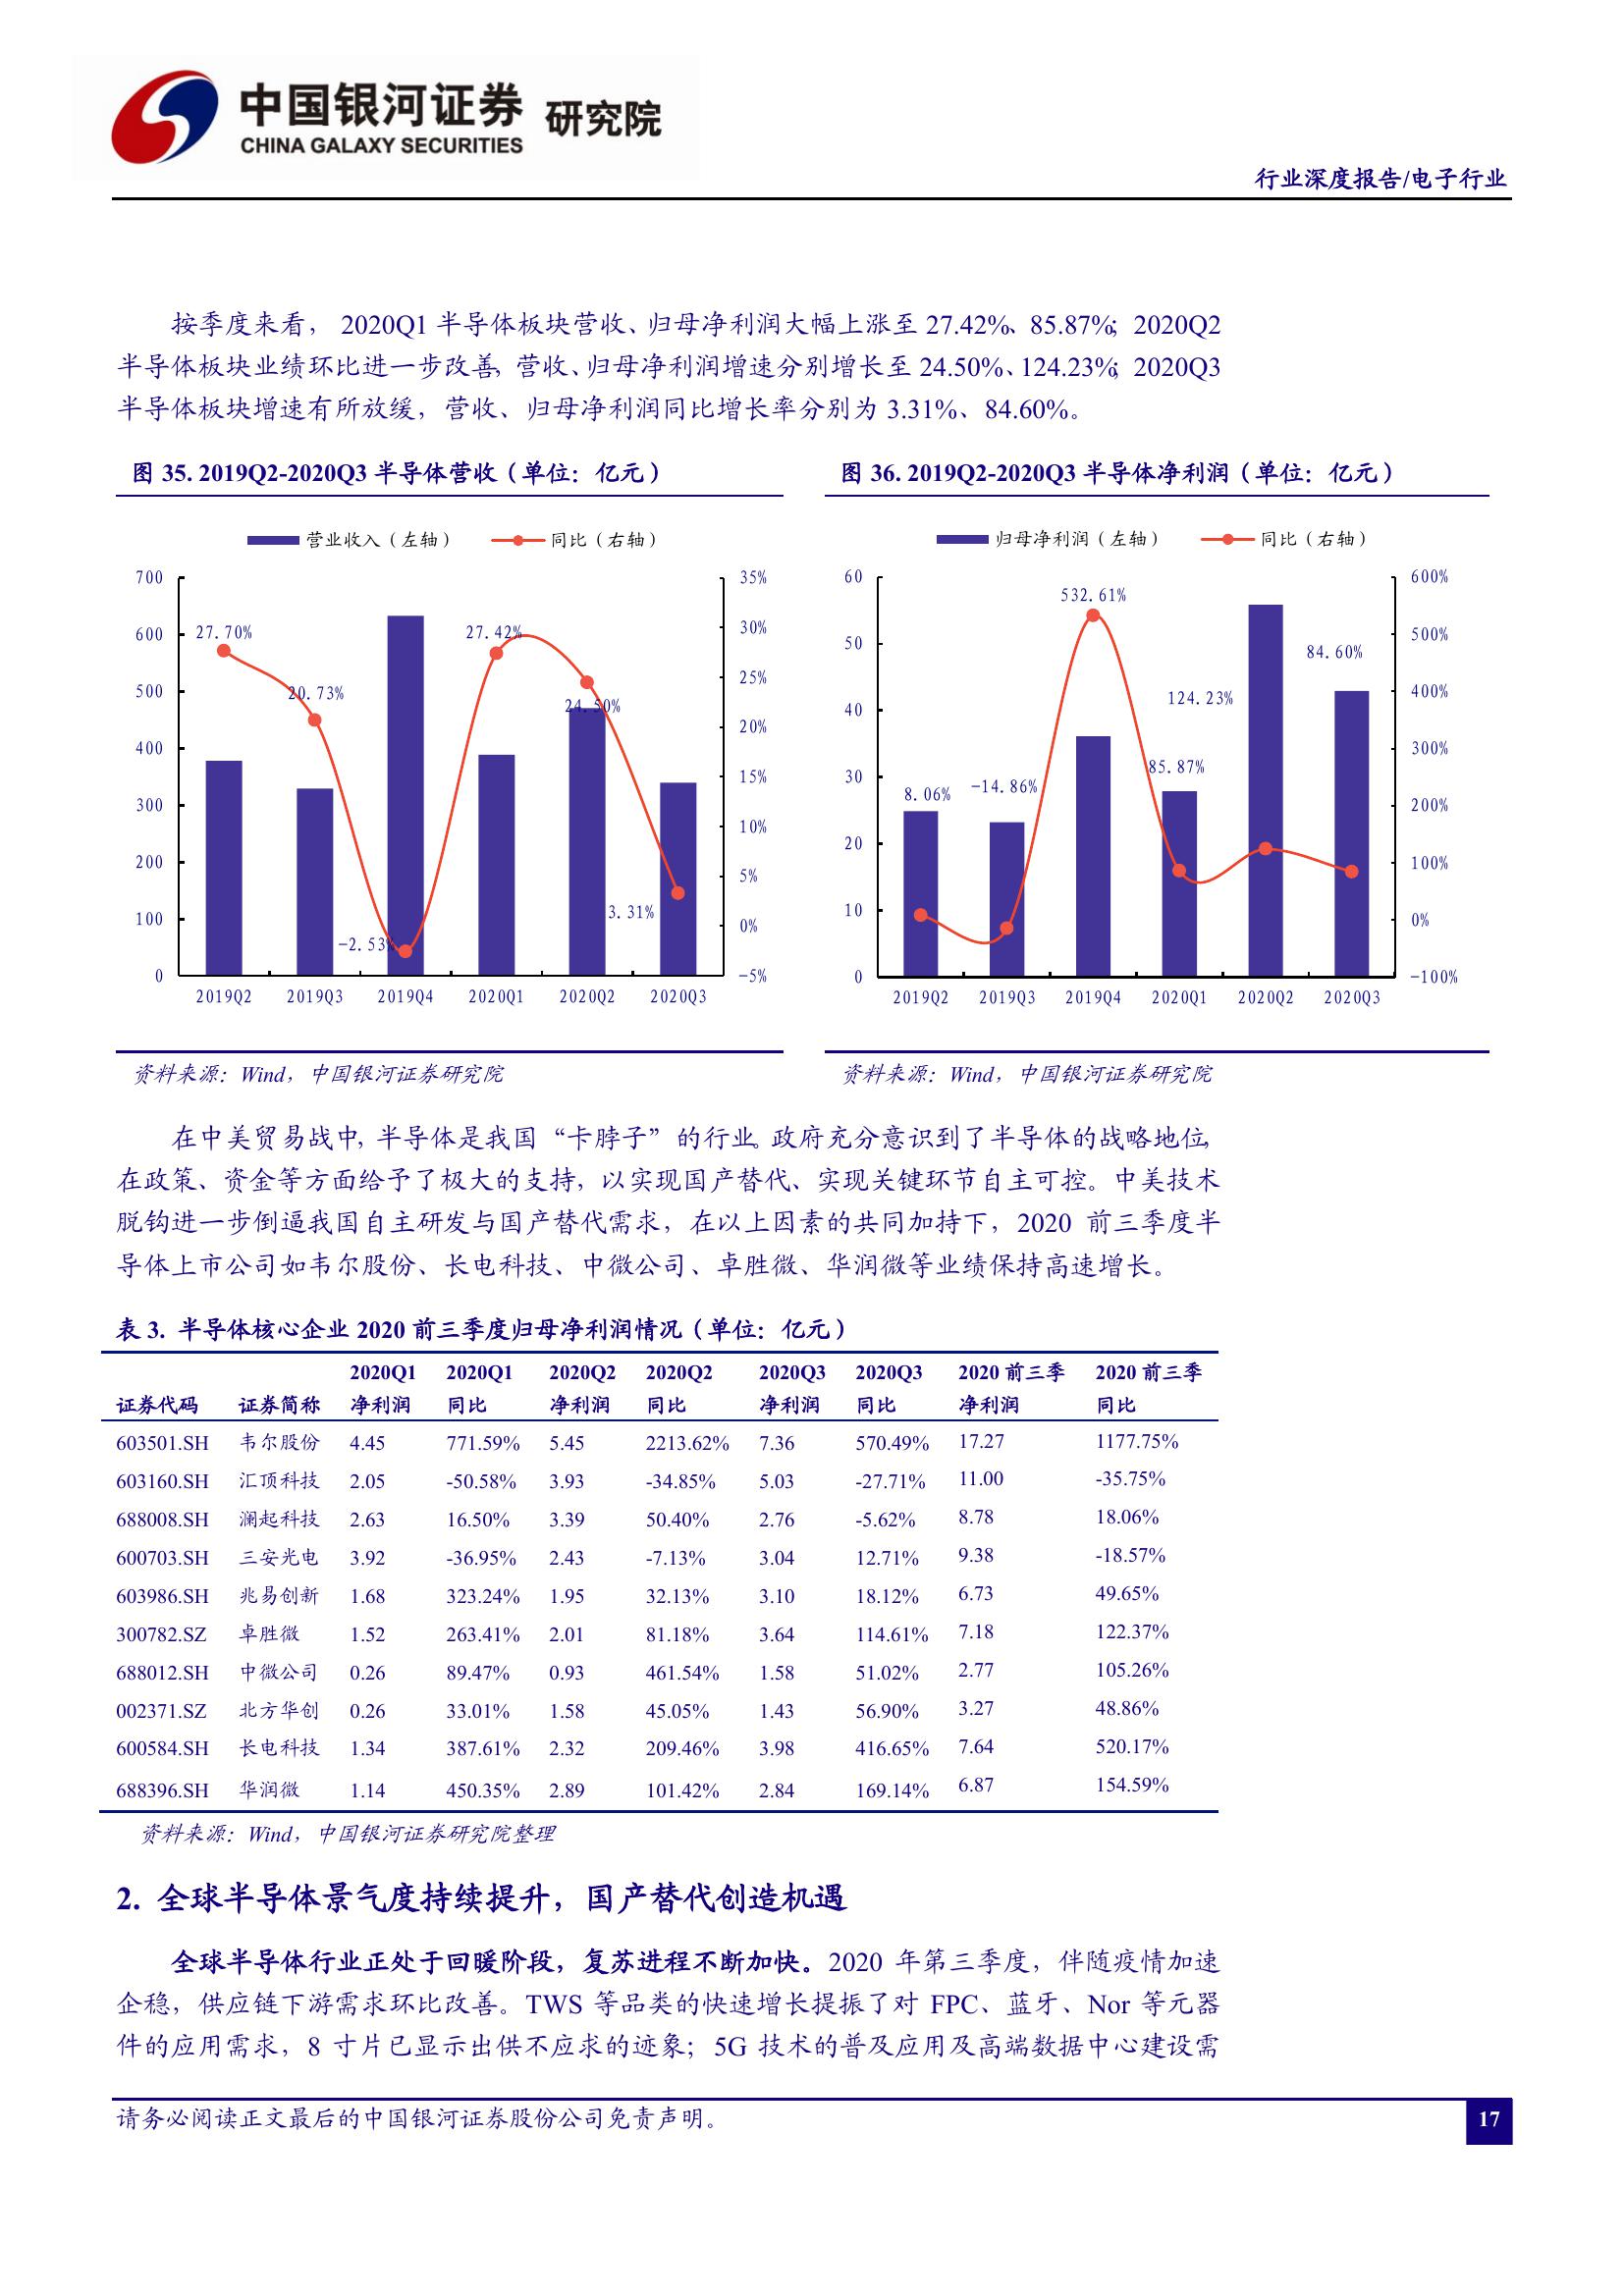 中国银河证券 研究院
CHINA GALAXY SECURITIES
行业深度报告/电子行业
按季度来看， 2020Q1 半导体板块营收、归母净利润大幅上涨至 27.42%、85.87%；2020Q2
半导体板块业绩环比进一步改善，营收、归母净利润增速分别增长至 24.50%、124.23%；2020Q3
半导体板块增速有所放缓，营收、归母净利润同比增长率分别为 3.31%、84.60%。
图 35. 2019Q2-2020Q3 半导体营收（单位：亿元）
营业收入（左轴） 同比（右轴）
700
600
500
400
300
200
100
0
35%
30%
25%
20%
15%
10%
5%
0%
-5%
27.70%
20.73%
-2.53%
27.42%
24.50%
3.31%
2019Q2 2019Q3 2019Q4 2020Q1 2020Q2 2020Q3
资料来源：Wind，中国银河证券研究院
图 36. 2019Q2-2020Q3 半导体净利润（单位：亿元）
归母净利润（左轴） 同比（右轴）
60
50
40
30
20
10
0
600%
500%
400%
300%
200%
100%
0%
-100%
8.06%
-14.86%
532.61%
85.87%
124.23%
84.60%
2019Q2 2019Q3 2019Q4 2020Q1 2020Q2 2020Q3
资料来源：Wind，中国银河证券研究院
在中美贸易战中，半导体是我国“卡脖子”的行业。政府充分意识到了半导体的战略地位，
在政策、资金等方面给予了极大的支持，以实现国产替代、实现关键环节自主可控。中美技术
脱钩进一步倒逼我国自主研发与国产替代需求，在以上因素的共同加持下，2020 前三季度半
导体上市公司如韦尔股份、长电科技、中微公司、卓胜微、华润微等业绩保持高速增长。
表 3. 半导体核心企业 2020 前三季度归母净利润情况（单位：亿元）
2020Q1 2020Q1 2020Q2 2020Q2 2020Q3 2020Q3 2020 前三季 2020 前三季
证券代码 证券简称 净利润 同比 净利润 同比 净利润 同比 净利润 同比
603501.SH 韦尔股份 4.45 771.59% 5.45 2213.62% 7.36 570.49% 17.27 1177.75%
603160.SH 汇顶科技 2.05 -50.58% 3.93 -34.85% 5.03 -27.71% 11.00 -35.75%
688008.SH 澜起科技 2.63 16.50% 3.39 50.40% 2.76 -5.62% 8.78 18.06%
600703.SH 三安光电 3.92 -36.95% 2.43 -7.13% 3.04 12.71% 9.38 -18.57%
603986.SH 兆易创新 1.68 323.24% 1.95 32.13% 3.10 18.12% 6.73 49.65%
300782.SZ 卓胜微 1.52 263.41% 2.01 81.18% 3.64 114.61% 7.18 122.37%
688012.SH 中微公司 0.26 89.47% 0.93 461.54% 1.58 51.02% 2.77 105.26%
002371.SZ 北方华创 0.26 33.01% 1.58 45.05% 1.43 56.90% 3.27 48.86%
600584.SH 长电科技 1.34 387.61% 2.32 209.46% 3.98 416.65% 7.64 520.17%
688396.SH 华润微 1.14 450.35% 2.89 101.42% 2.84 169.14% 6.87 154.59%
资料来源：Wind，中国银河证券研究院整理
2. 全球半导体景气度持续提升，国产替代创造机遇
全球半导体行业正处于回暖阶段，复苏进程不断加快。2020 年第三季度，伴随疫情加速
企稳，供应链下游需求环比改善。TWS 等品类的快速增长提振了对 FPC、蓝牙、Nor 等元器
件的应用需求，8 寸片已显示出供不应求的迹象；5G 技术的普及应用及高端数据中心建设需
请务必阅读正文最后的中国银河证券股份公司免责声明。
17